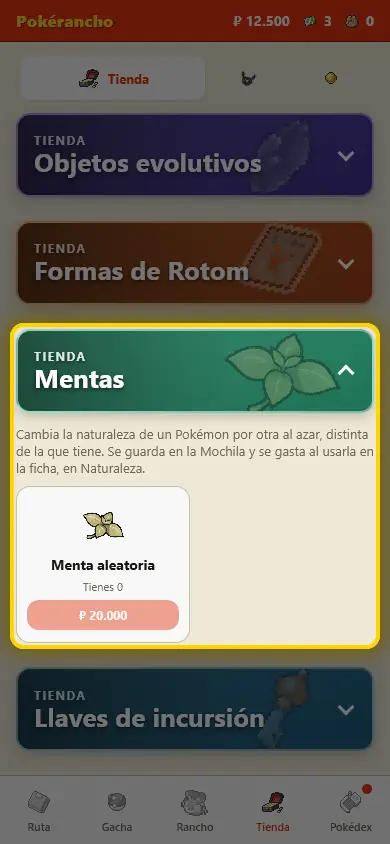 Pokérancho
₽ 12.500
3
0
Tienda
TIENDA
Objetos evolutivos
TIENDA
Formas de Rotom
TIENDA
Mentas
Cambia la naturaleza de un Pokémon por otra al azar, distinta
de la que tiene. Se guarda en la Mochila y se gasta al usarla en
la ficha, en Naturaleza.
Menta aleatoria
Tienes 0
₽ 20.000
TIENDA
Llaves de incursión
Ruta
Gacha
Rancho
Tienda
Pokédex